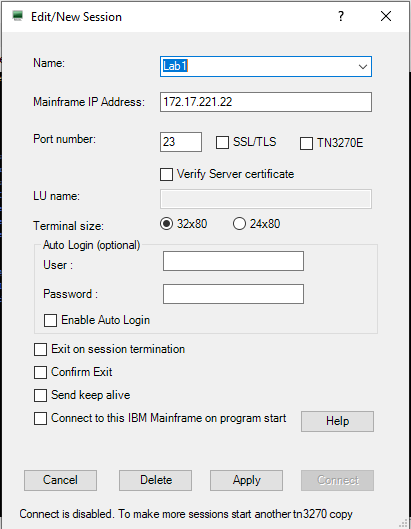 Edit/New Session
Name: Lab1
Mainframe IP Address: 172.17.221.22
Port number: 23 SSL/TLS TN3270E
Verify Server certificate
LU name:
Terminal size: 32x80 24x80
Auto Login (optional)
User :
Password :
Enable Auto Login
Exit on session termination
Confirm Exit
Send keep alive
Connect to this IBM Mainframe on program start Help
Cancel Delete Apply Connect
Connect is disabled. To make more sessions start another tn3270 copy